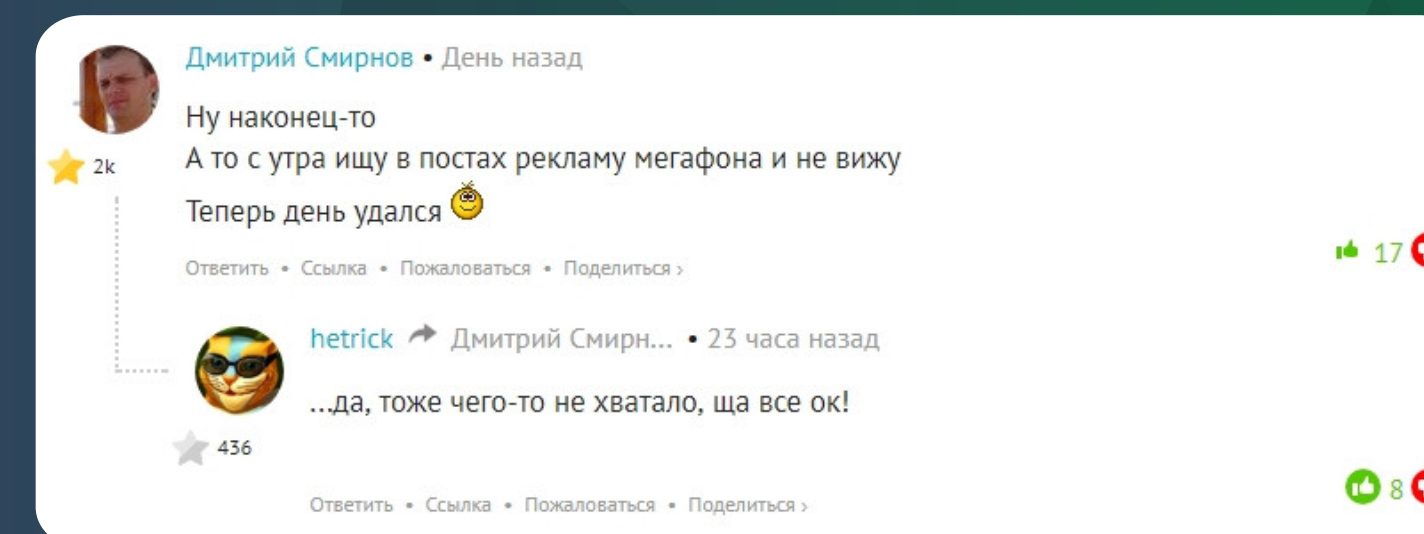 Дмитрий Смирнов • День назад
Ну наконец-то
А то с утра ищу в постах рекламу мегафона и не вижу
2k
Теперь день удался
Ответить • Ссылка • Пожаловаться • Поделиться ›
17
hetrick Дмитрий Смирн... • 23 часа назад
...да, тоже чего-то не хватало, ща все ок!
436
Ответить • Ссылка • Пожаловаться • Поделиться ›
8